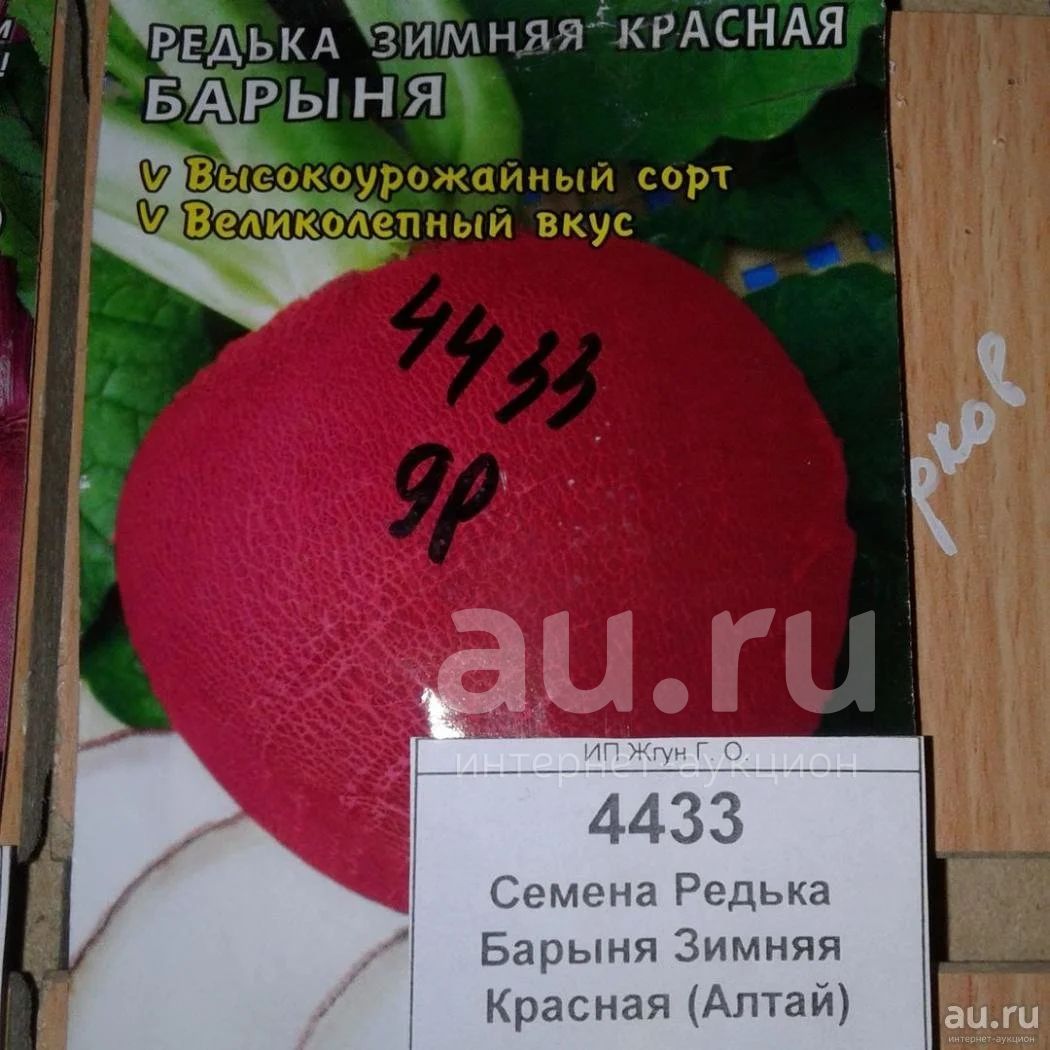 РЕДЬКА ЗИМНЯЯ КРАСНАЯ
БАРЫНЯ
V Высокоурожайный сорт
V Великолепный вкус
4433
9р
рков
au.ru
интернет-аукцион
ИП Жгун Г. О.
4433
Семена Редька
Барыня Зимняя
Красная (Алтай)
au.ru
интернет-аукцион